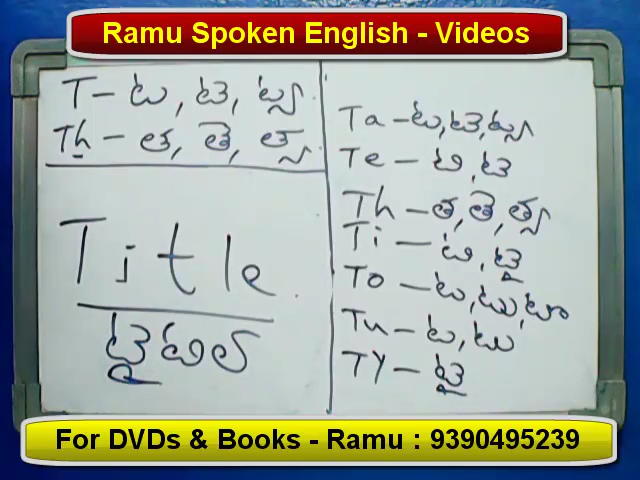 Ramu Spoken English - Videos
T - ట, టె, ట్స
Th - త, తె, త్స
Title
టైటిల్
Ta - ట, టె, ట్స
Te - టి, టె
Th - త, తె, త్స
Ti - టి, టై
To - ట, టు, టూ
Tu - ట, టు
TY - టై
For DVDs & Books - Ramu : 9390495239